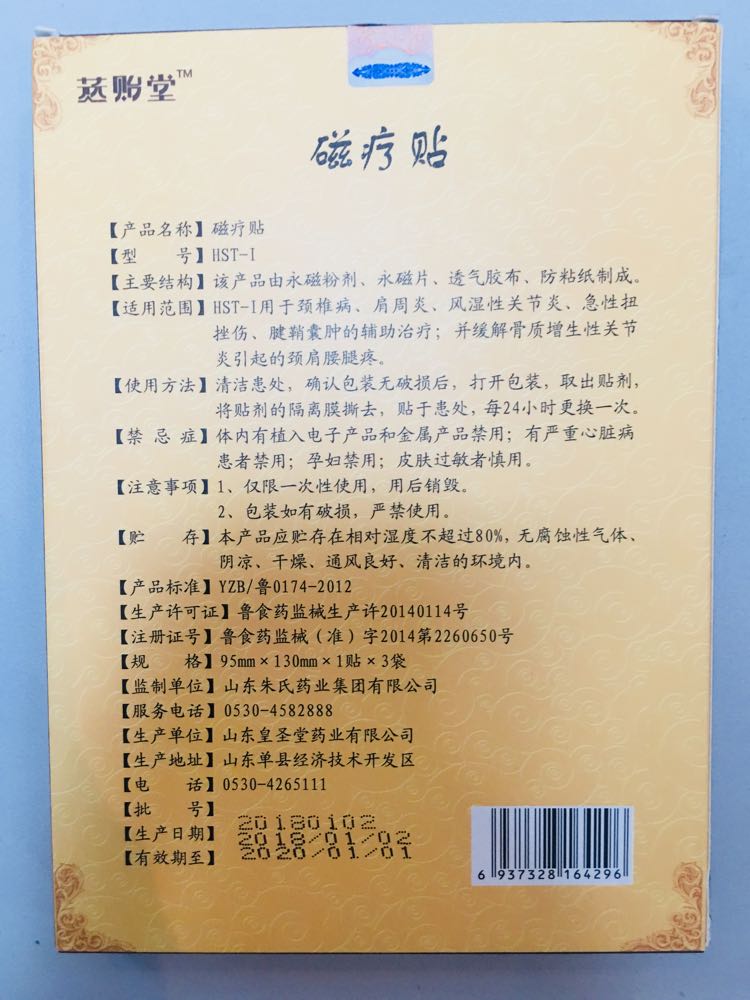 荙贻堂™
磁疗贴
【产品名称】磁疗贴
【型 号】HST-I
【主要结构】该产品由永磁粉剂、永磁片、透气胶布、防粘纸制成。
【适用范围】HST-I用于颈椎病、肩周炎、风湿性关节炎、急性扭
挫伤、腱鞘囊肿的辅助治疗；并缓解骨质增生性关节
炎引起的颈肩腰腿疼。
【使用方法】清洁患处，确认包装无破损后，打开包装，取出贴剂，
将贴剂的隔离膜撕去，贴于患处，每24小时更换一次。
【禁 忌 症】体内有植入电子产品和金属产品禁用；有严重心脏病
患者禁用；孕妇禁用；皮肤过敏者慎用。
【注意事项】1、仅限一次性使用，用后销毁。
2、包装如有破损，严禁使用。
【贮 存】本产品应贮存在相对湿度不超过80%，无腐蚀性气体、
阴凉、干燥、通风良好、清洁的环境内。
【产品标准】YZB/鲁0174-2012
【生产许可证】鲁食药监械生产许20140114号
【注册证号】鲁食药监械（准）字2014第2260650号
【规 格】95mm×130mm×1贴×3袋
【监制单位】山东朱氏药业集团有限公司
【服务电话】0530-4582888
【生产单位】山东皇圣堂药业有限公司
【生产地址】山东单县经济技术开发区
【电 话】0530-4265111
【批 号】20180102
【生产日期】2018/01/02
【有效期至】2020/01/01
6 937328 164296